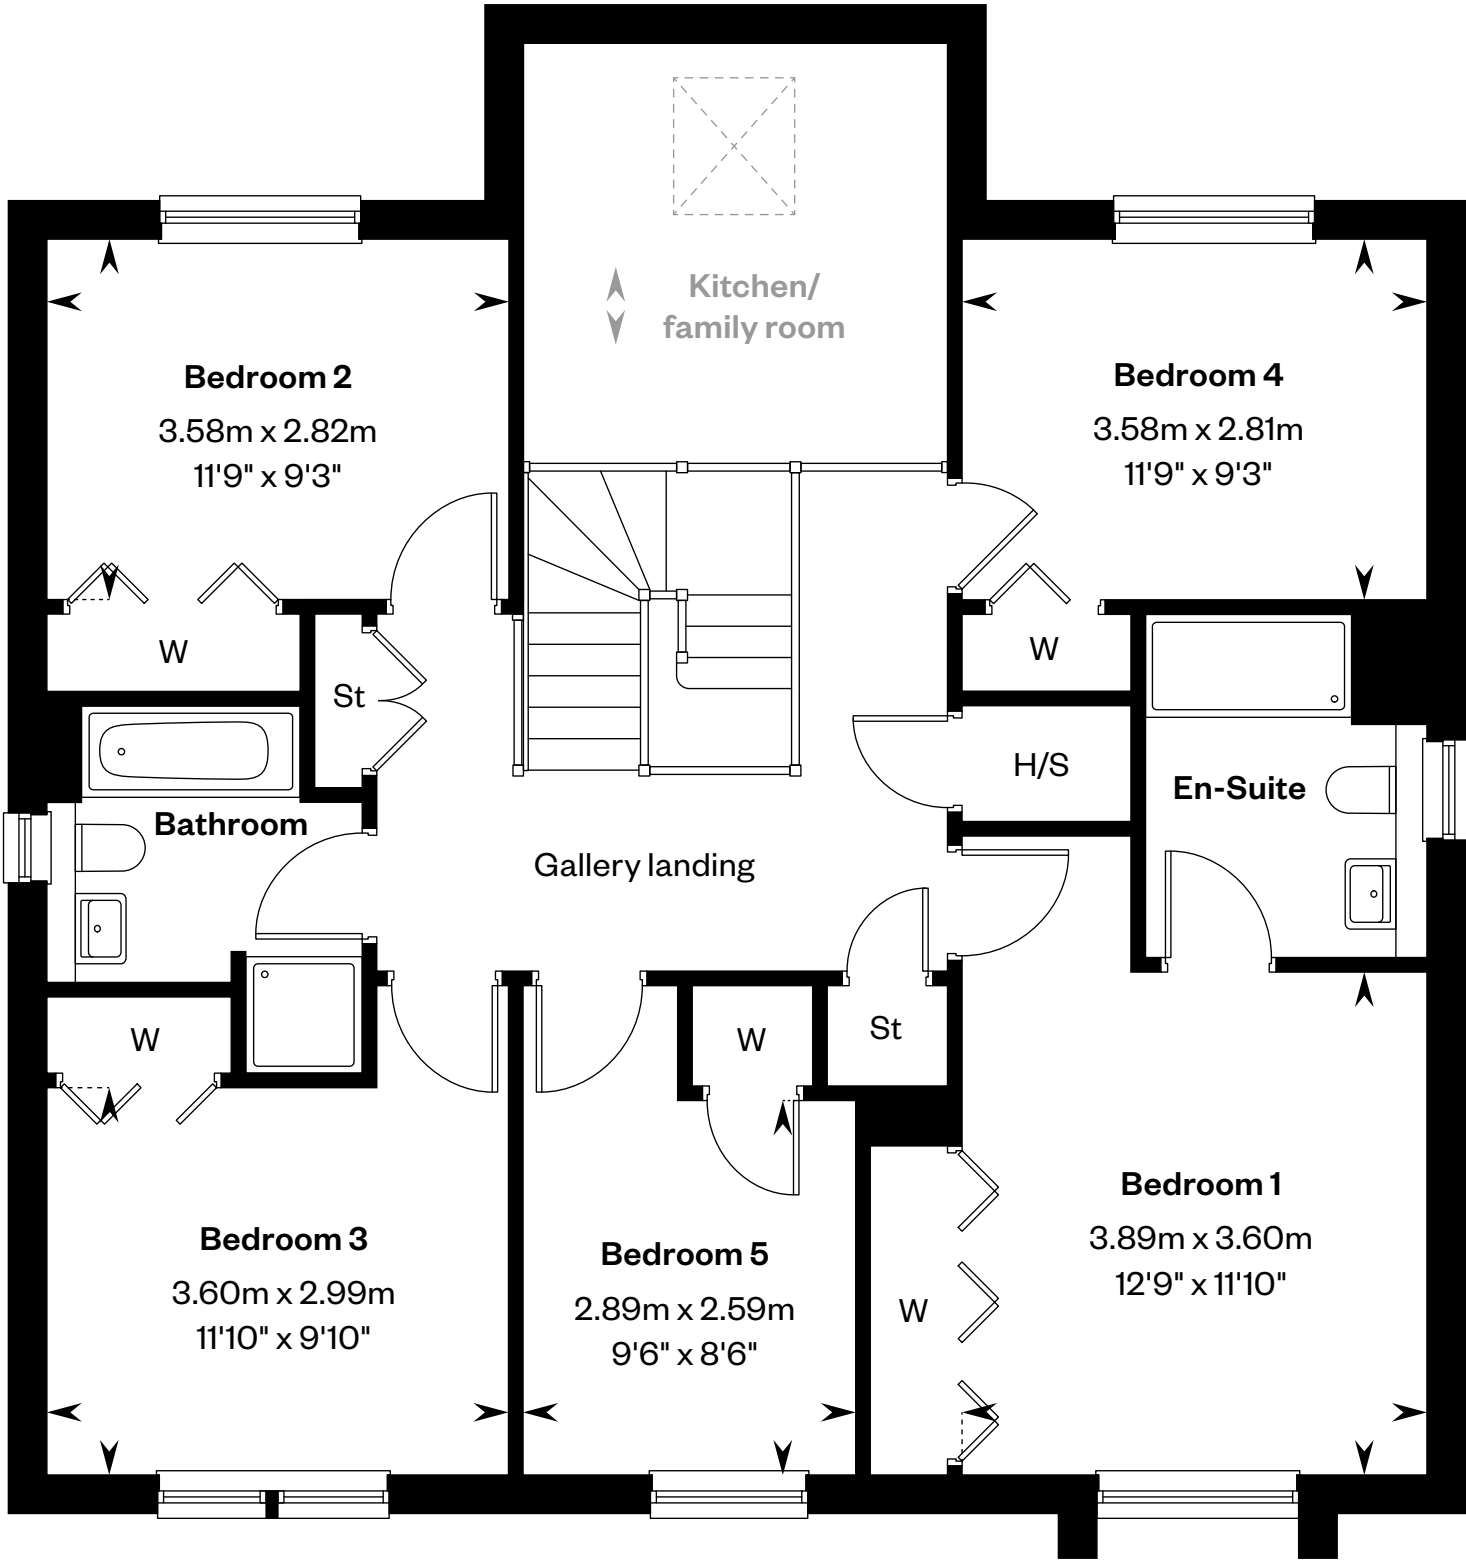 Kitchen/
family room
Bedroom 2
3.58m x 2.82m
11'9" x 9'3"
Bedroom 4
3.58m x 2.81m
11'9" x 9'3"
W
St
W
H/S
En-Suite
Bathroom
Gallery landing
W
W
St
Bedroom 3
3.60m x 2.99m
11'10" x 9'10"
Bedroom 5
2.89m x 2.59m
9'6" x 8'6"
W
Bedroom 1
3.89m x 3.60m
12'9" x 11'10"